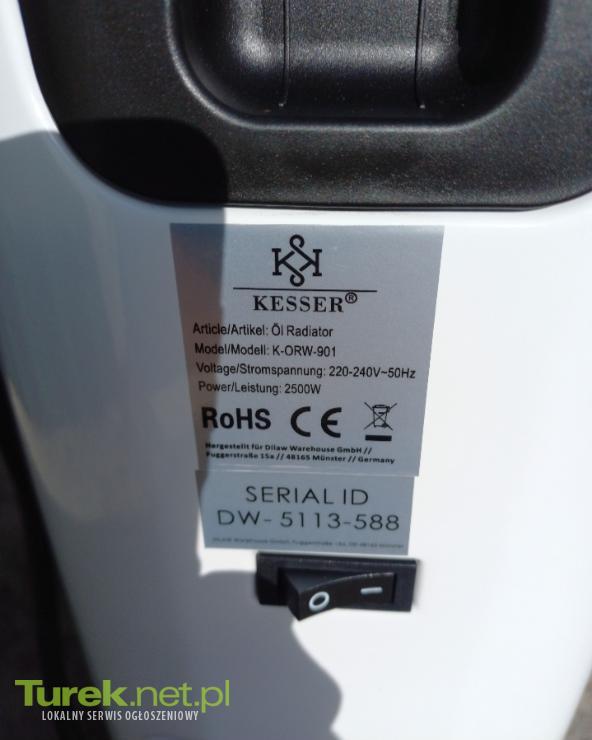 KESSER®
Article/Artikel: Öl Radiator
Model/Modell: K-ORW-901
Voltage/Stromspannung: 220-240V~50Hz
Power/Leistung: 2500W
RoHS CE
Hergestellt für Dilaw Warehouse GmbH //
Fuggerstraße 15a // 48165 Münster // Germany
SERIAL ID
DW- 5113-588
O I
Turek.net.pl
LOKALNY SERWIS OGŁOSZENIOWY